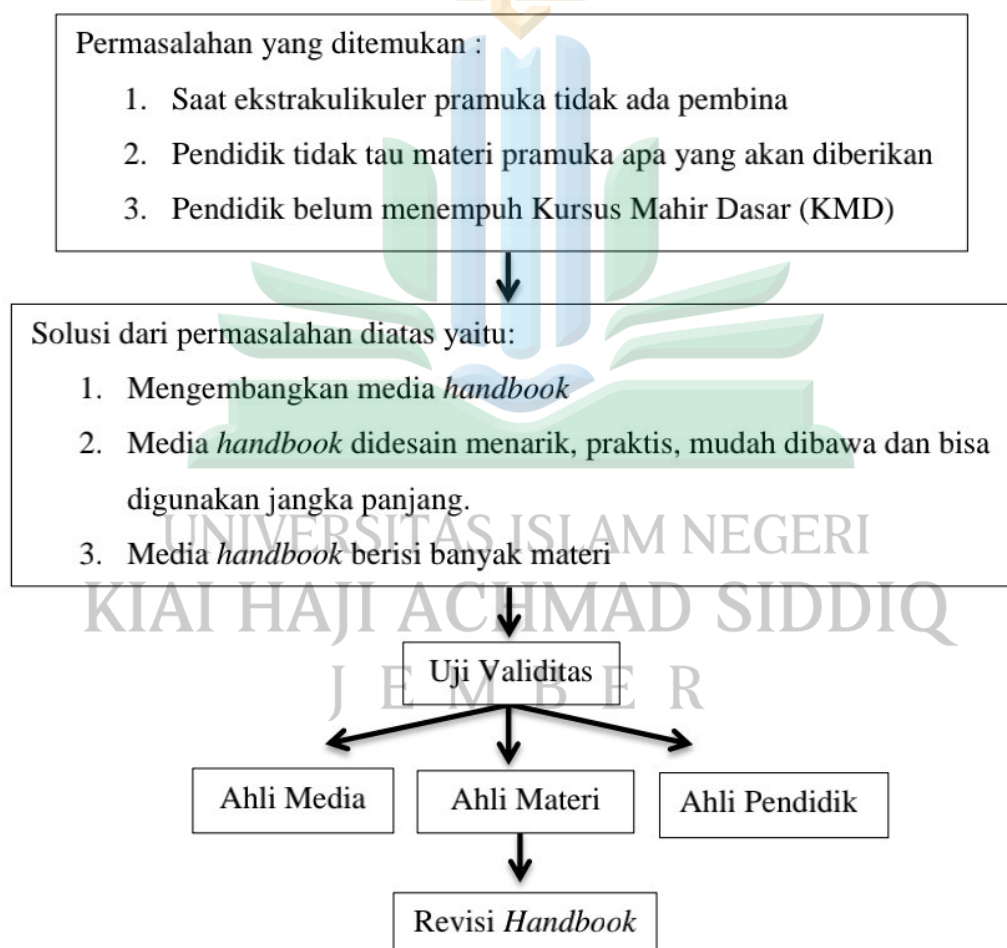 Permasalahan yang ditemukan :
1. Saat ekstrakulikuler pramuka tidak ada pembina
2. Pendidik tidak tau materi pramuka apa yang akan diberikan
3. Pendidik belum menempuh Kursus Mahir Dasar (KMD)
Solusi dari permasalahan diatas yaitu:
1. Mengembangkan media handbook
2. Media handbook didesain menarik, praktis, mudah dibawa dan bisa
digunakan jangka panjang.
UNIVERSITAS ISLAM NEGERI
3. Media handbook berisi banyak materi
KIAI HAJI ACHMAD SIDDIQ
Uji Validitas
JEMBER
Ahli Media
Ahli Materi
Ahli Pendidik
Revisi Handbook